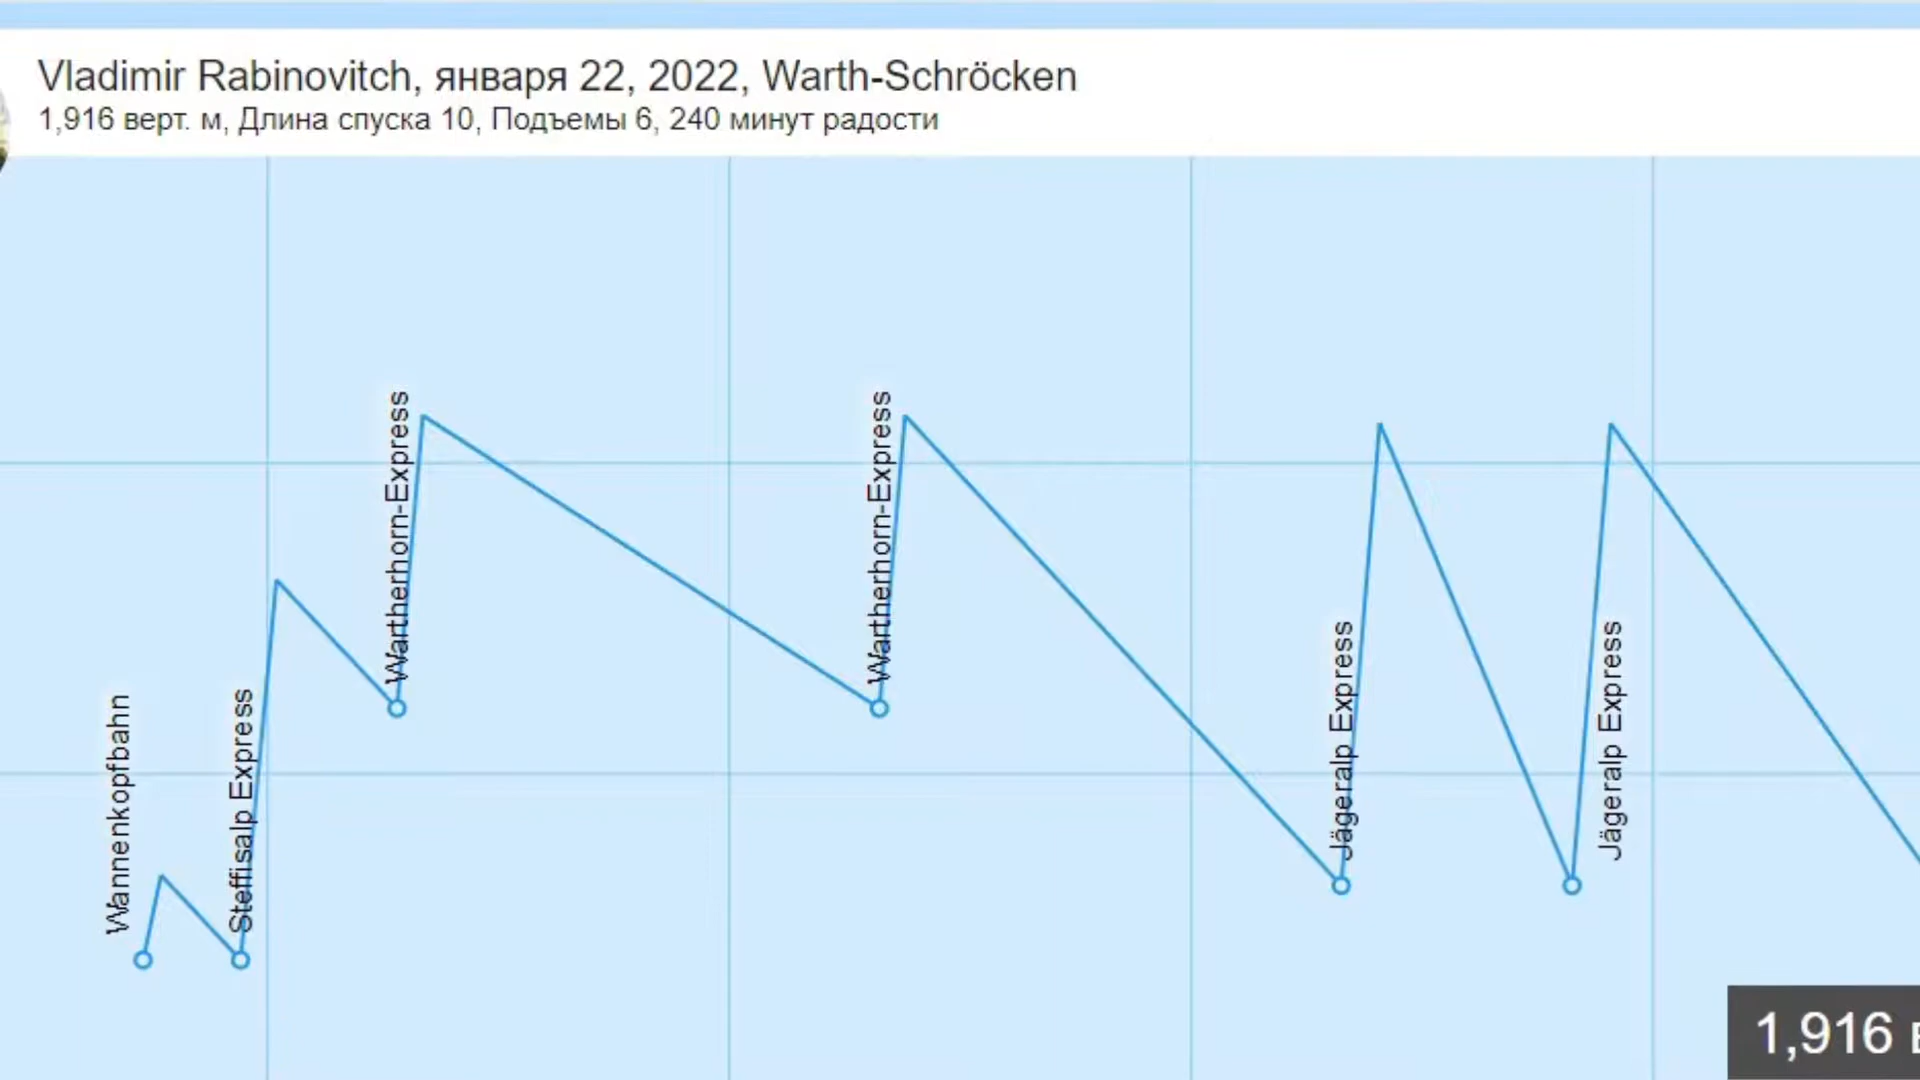 Vladimir Rabinovitch, января 22, 2022, Warth-Schröcken
1,916 верт. м, Длина спуска 10, Подъемы 6, 240 минут радости
Wannenkopfbahn
Steffisalp Express
Wartherhorn-Express
Wartherhorn-Express
Jägeralp Express
Jägeralp Express
1,916